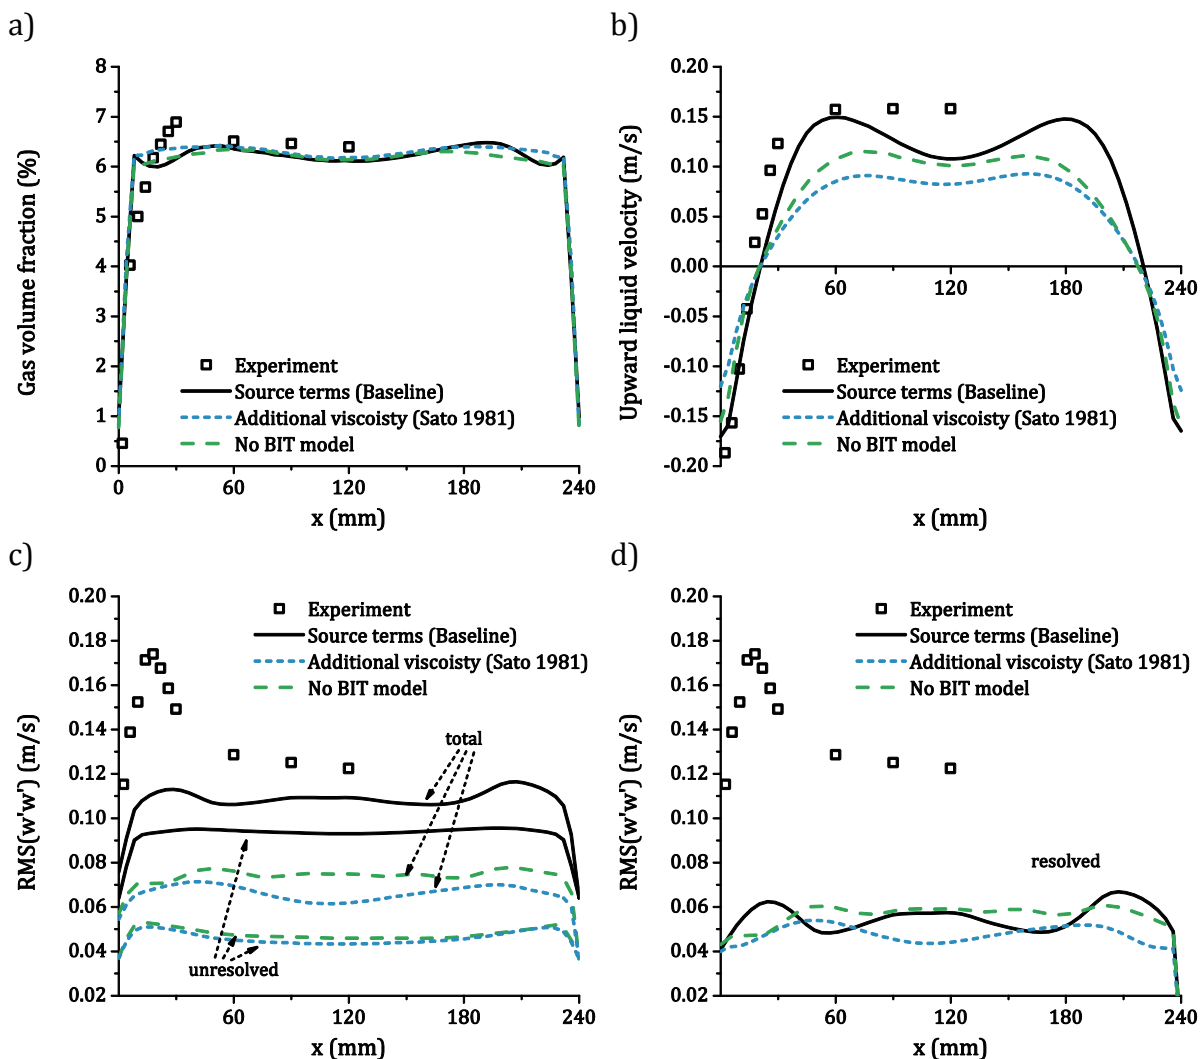 a)
8
7
6
5
4
3
2
1
0
Gas volume fraction (%)
Experiment
Source terms (Baseline)
Additional viscoisty (Sato 1981)
No BIT model
0
60
120
180
240
x (mm)
b)
0.20
0.15
0.10
0.05
0.00
-0.05
-0.10
-0.15
-0.20
Upward liquid velocity (m/s)
60
120
180
240
Experiment
Source terms (Baseline)
Additional viscoisty (Sato 1981)
No BIT model
x (mm)
c)
0.20
0.18
0.16
0.14
0.12
0.10
0.08
0.06
0.04
0.02
RMS(w'w') (m/s)
Experiment
Source terms (Baseline)
Additional viscoisty (Sato 1981)
No BIT model
total
unresolved
60
120
180
240
x (mm)
d)
0.20
0.18
0.16
0.14
0.12
0.10
0.08
0.06
0.04
0.02
RMS(w'w') (m/s)
Experiment
Source terms (Baseline)
Additional viscoisty (Sato 1981)
No BIT model
resolved
60
120
180
240
x (mm)